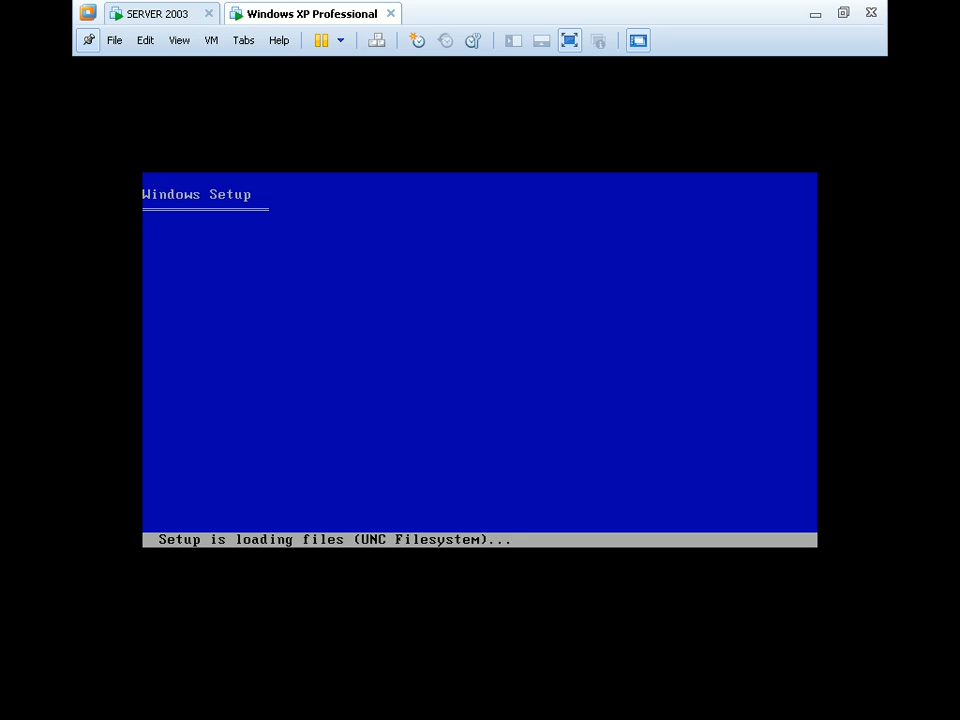 SERVER 2003
Windows XP Professional
File Edit View VM Tabs Help
Windows Setup
Setup is loading files (UNC Filesystem)...